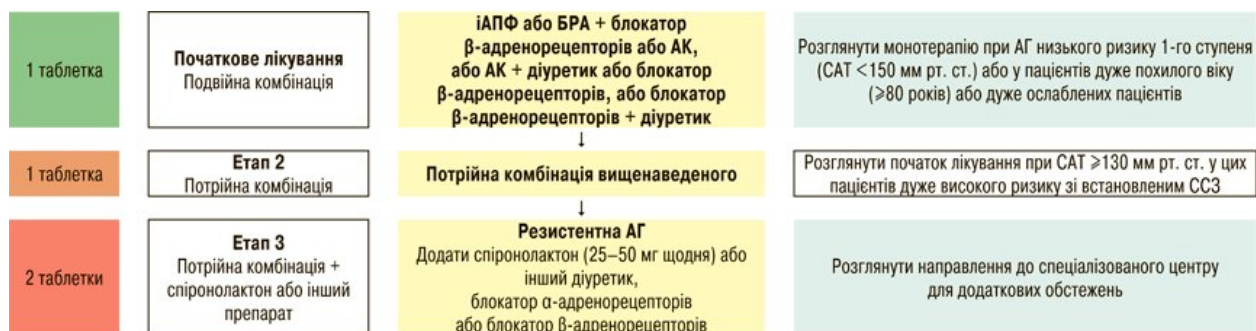 1 таблетка
Початкове лікування
Подвійна комбінація
іАПФ або БРА + блокатор
β-адренорецепторів або АК,
або АК + діуретик або блокатор
β-адренорецепторів, або блокатор
β-адренорецепторів + діуретик
Розглянути монотерапію при АГ низького ризику 1-го ступеня
(САТ <150 мм рт. ст.) або у пацієнтів дуже похилого віку
(⩾80 років) або дуже ослаблених пацієнтів
↓
1 таблетка
Етап 2
Потрійна комбінація
Потрійна комбінація вищенаведеного
Розглянути початок лікування при САТ ⩾130 мм рт. ст. у цих
пацієнтів дуже високого ризику зі встановленим ССЗ
↓
2 таблетки
Етап 3
Потрійна комбінація +
спіронолактон або інший
препарат
Резистентна АГ
Додати спіронолактон (25–50 мг щодня) або
інший діуретик,
блокатор α-адренорецепторів
або блокатор β-адренорецепторів
Розглянути направлення до спеціалізованого центру
для додаткових обстежень